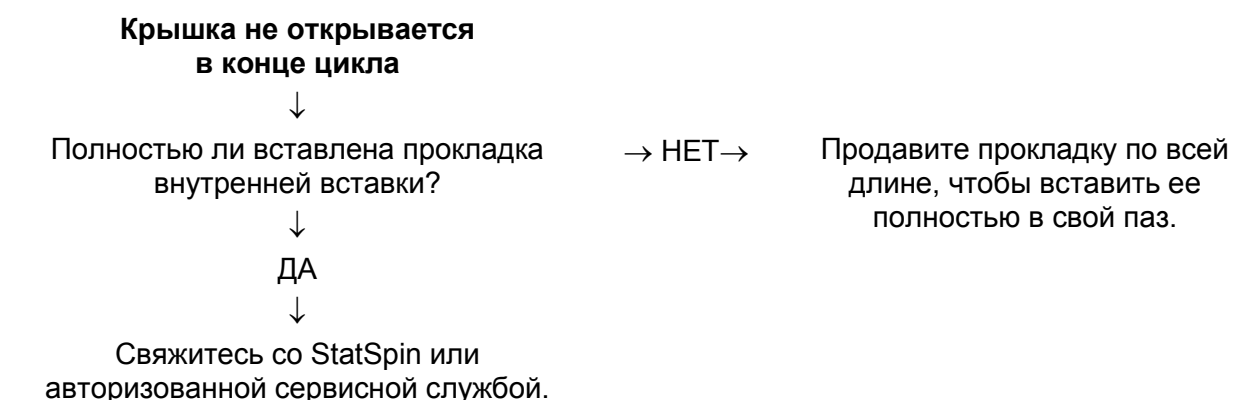 Крышка не открывается
в конце цикла
↓
Полностью ли вставлена прокладка
внутренней вставки?
→ НЕТ→
Продавите прокладку по всей
длине, чтобы вставить ее
полностью в свой паз.
↓
ДА
↓
Свяжитесь со StatSpin или
авторизованной сервисной службой.